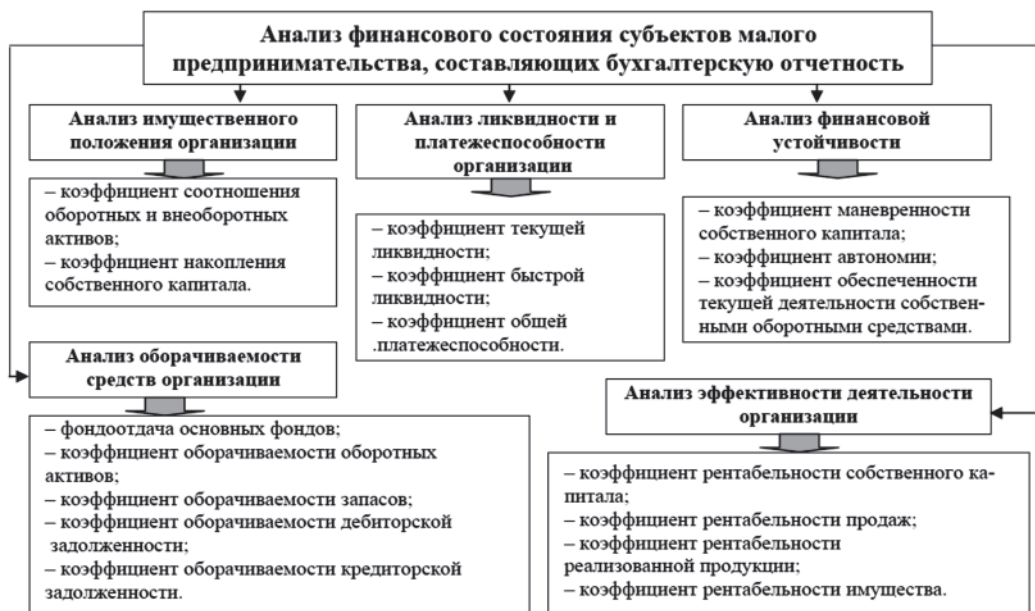 Анализ финансового состояния субъектов малого
предпринимательства, составляющих бухгалтерскую отчетность
Анализ имущественного
положения организации
– коэффициент соотношения
оборотных и внеоборотных
активов;
– коэффициент накопления
собственного капитала.
Анализ ликвидности и
платежеспособности
организации
– коэффициент текущей
ликвидности;
– коэффициент быстрой
ликвидности;
– коэффициент общей
.платежеспособности.
Анализ финансовой
устойчивости
– коэффициент маневренности
собственного капитала;
– коэффициент автономии;
– коэффициент обеспеченности
текущей деятельности собствен-
ными оборотными средствами.
Анализ оборачиваемости
средств организации
– фондоотдача основных фондов;
– коэффициент оборачиваемости оборотных
активов;
– коэффициент оборачиваемости запасов;
– коэффициент оборачиваемости дебиторской
задолженности;
– коэффициент оборачиваемости кредиторской
задолженности.
Анализ эффективности деятельности
организации
– коэффициент рентабельности собственного ка-
питала;
– коэффициент рентабельности продаж;
– коэффициент рентабельности
реализованной продукции;
– коэффициент рентабельности имущества.